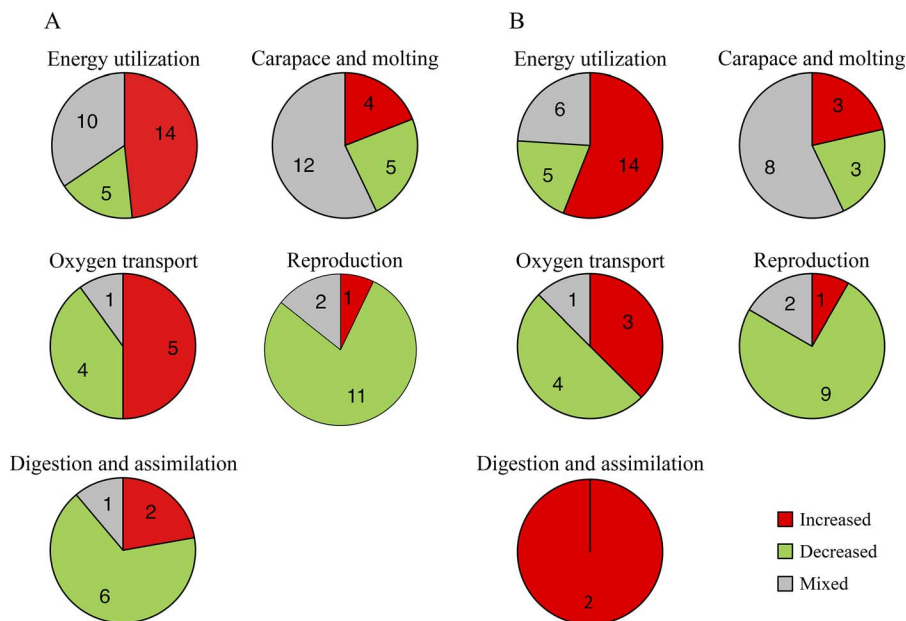 A
Energy utilization
10
14
5
Carapace and molting
4
12
5
Oxygen transport
1
4
5
Reproduction
2
1
11
Digestion and assimilation
1
2
6
B
Energy utilization
6
5
14
Carapace and molting
3
8
3
Oxygen transport
1
3
4
Reproduction
2
1
9
Digestion and assimilation
2
Increased
Decreased
Mixed